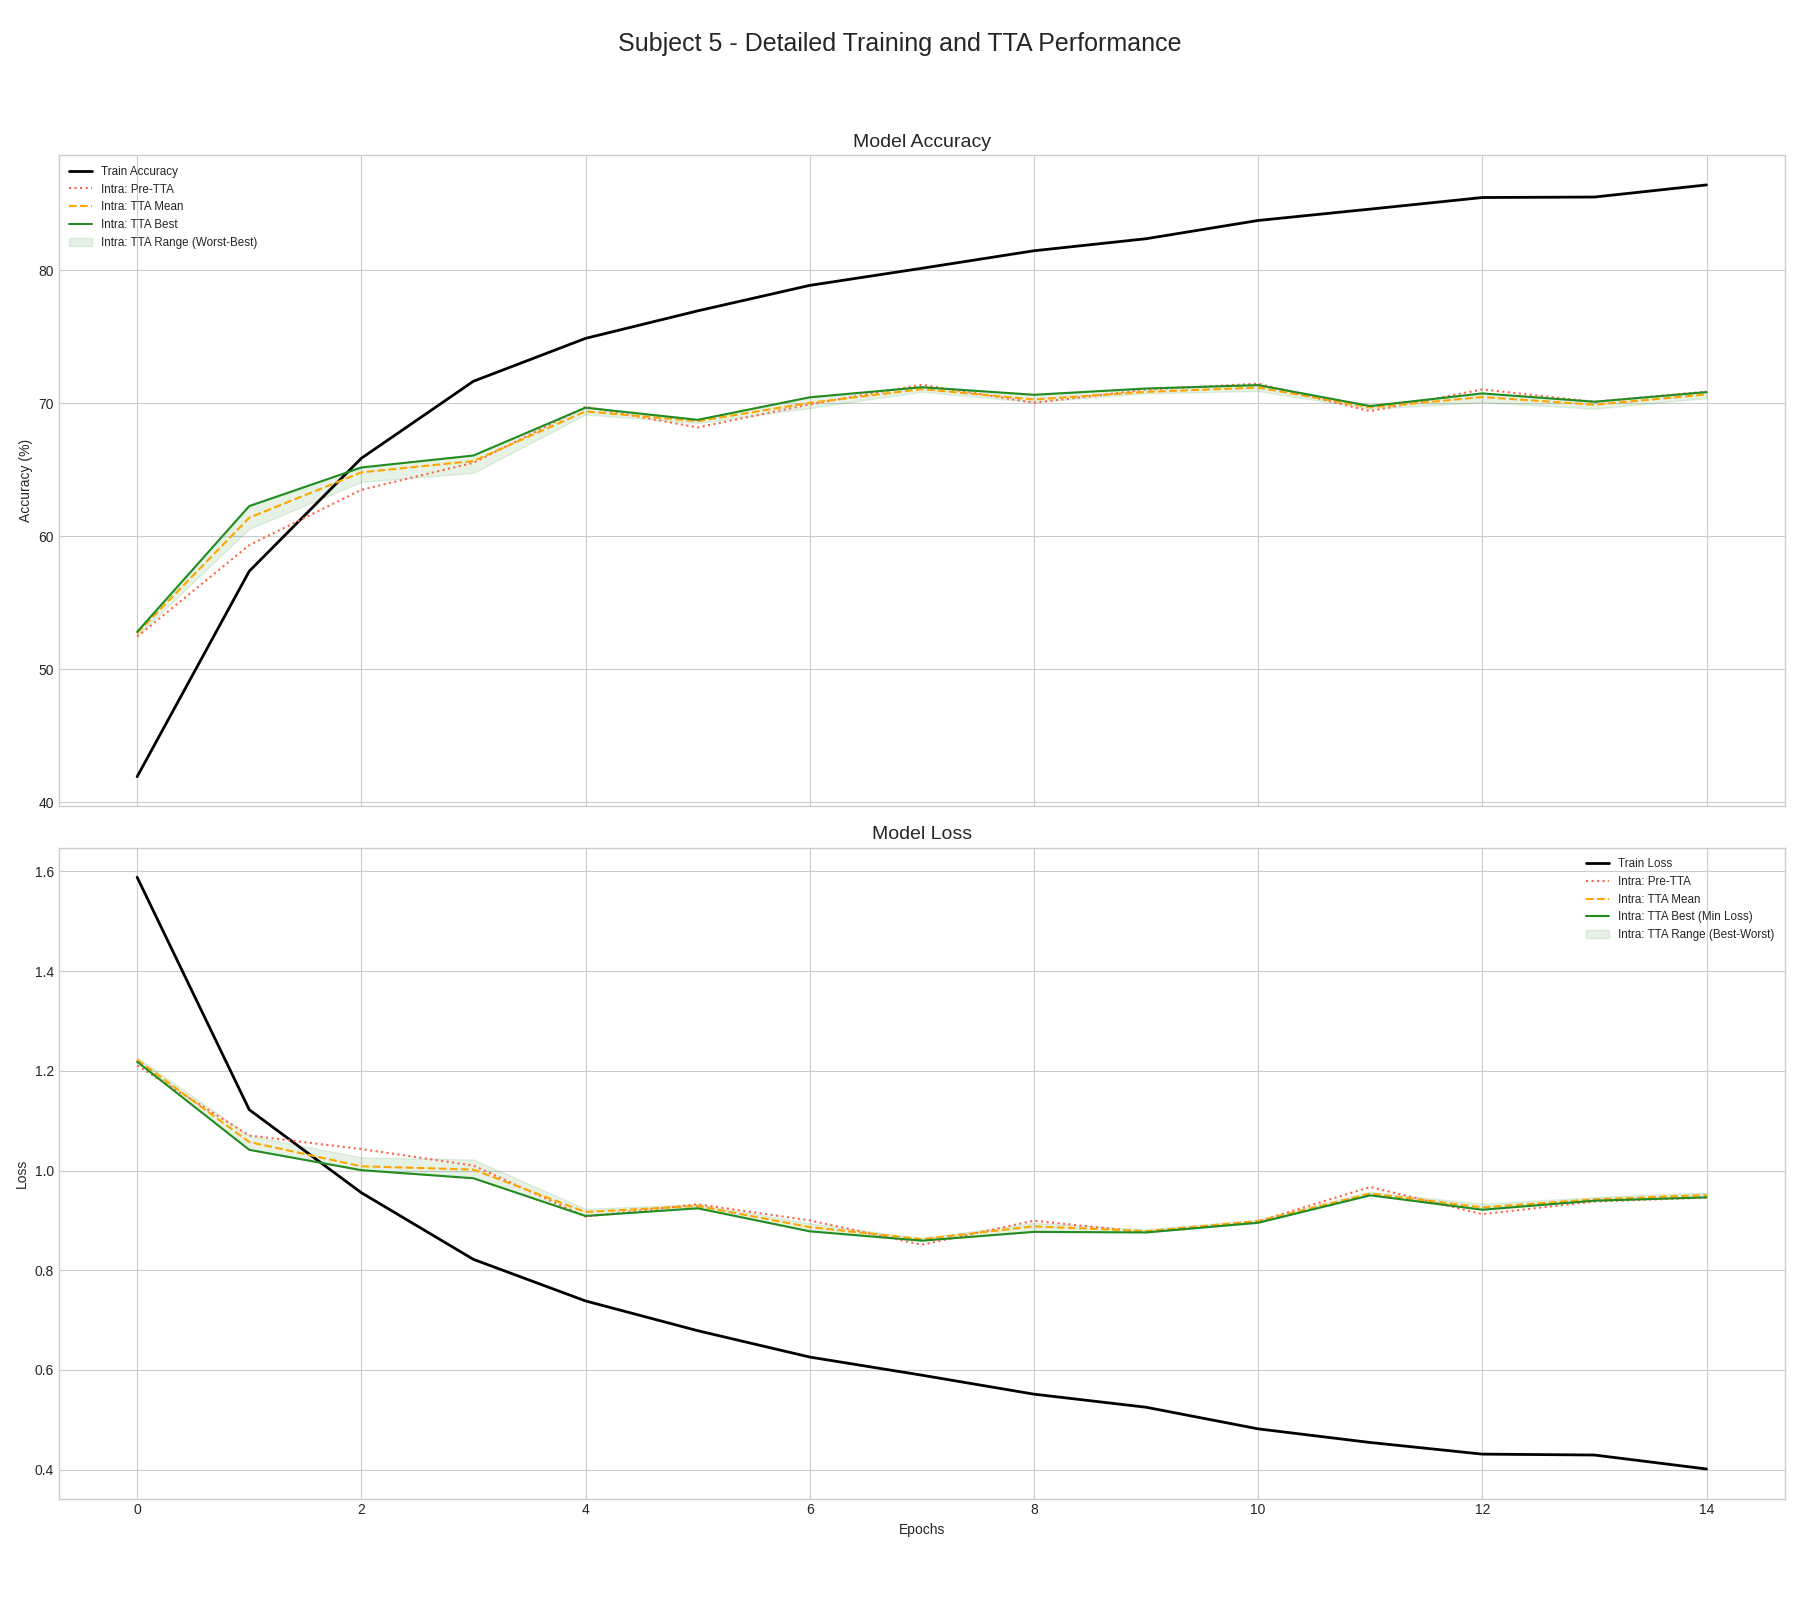 Subject 5 - Detailed Training and TTA Performance
Model Accuracy
Train Accuracy
Intra: Pre-TTA
Intra: TTA Mean
Intra: TTA Best
Intra: TTA Range (Worst-Best)
Accuracy (%)
80
70
60
50
40
Model Loss
Train Loss
Intra: Pre-TTA
Intra: TTA Mean
Intra: TTA Best (Min Loss)
Intra: TTA Range (Best-Worst)
Loss
1.6
1.4
1.2
1.0
0.8
0.6
0.4
0 2 4 6 8 10 12 14
Epochs